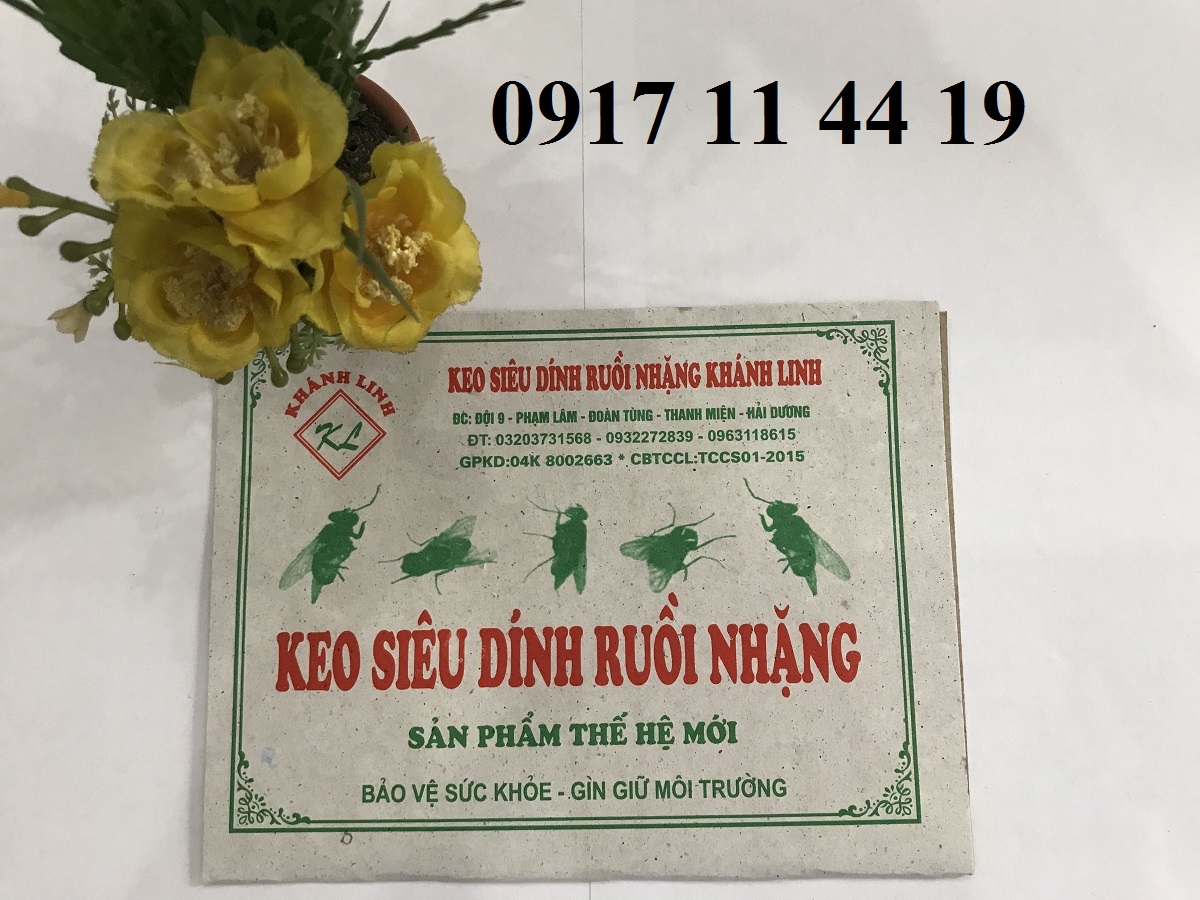 0917 11 44 19
KHÁNH LINH
KL
KEO SIÊU DÍNH RUỒI NHẶNG KHÁNH LINH
ĐC: ĐỘI 9 - PHẠM LÂM - ĐOÀN TÙNG - THANH MIỆN - HẢI DƯƠNG
ĐT: 03203731568 - 0932272839 - 0963118615
GPKD:04K 8002663 * CBTCCL:TCCS01-2015
KEO SIÊU DÍNH RUỒI NHẶNG
SẢN PHẨM THẾ HỆ MỚI
BẢO VỆ SỨC KHỎE - GÌN GIỮ MÔI TRƯỜNG